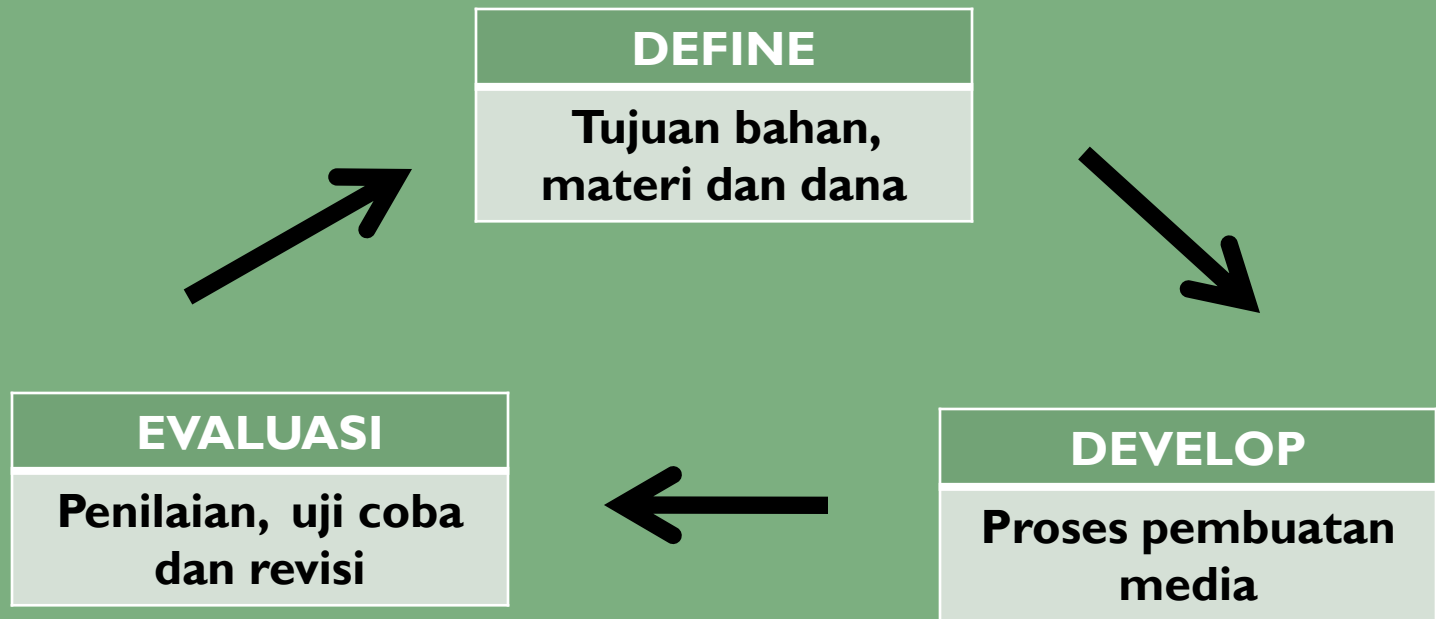 DEFINE
Tujuan bahan,
materi dan dana
EVALUASI
Penilaian, uji coba
dan revisi
DEVELOP
Proses pembuatan
media